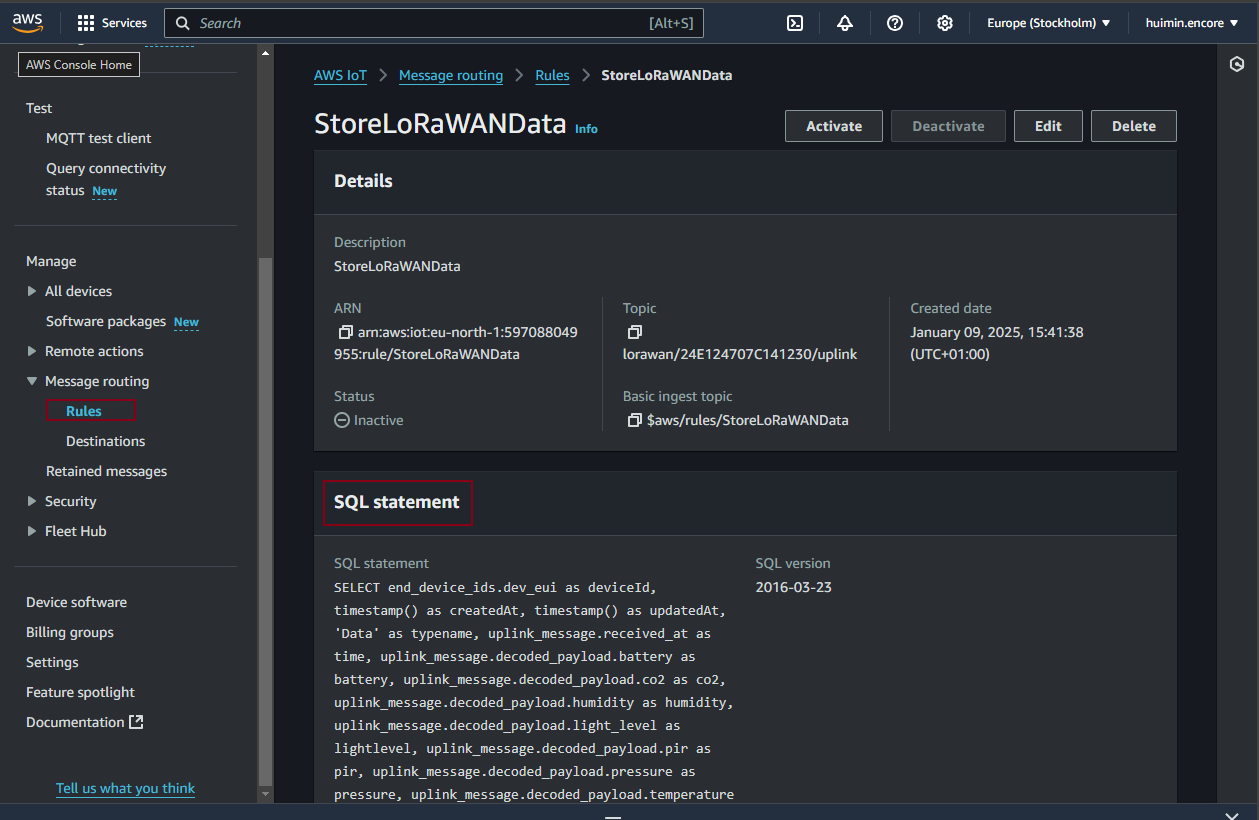 aws
Services
Search
[Alt+S]
Europe (Stockholm)
huimin.encore
AWS Console Home
Test
MQTT test client
Query connectivity
status New
Manage
All devices
Software packages New
Remote actions
Message routing
Rules
Destinations
Retained messages
Security
Fleet Hub
Device software
Billing groups
Settings
Feature spotlight
Documentation
Tell us what you think
AWS IoT > Message routing > Rules > StoreLoRaWANData
StoreLoRaWANData Info
Activate
Deactivate
Edit
Delete
Details
Description
StoreLoRaWANData
ARN
arn:aws:iot:eu-north-1:597088049
955:rule/StoreLoRaWANData
Status
Inactive
Topic
lorawan/24E124707C141230/uplink
Basic ingest topic
$aws/rules/StoreLoRaWANData
Created date
January 09, 2025, 15:41:38
(UTC+01:00)
SQL statement
SQL statement
SELECT end_device_ids.dev_eui as deviceId,
timestamp() as createdAt, timestamp() as updatedAt,
'Data' as typename, uplink_message.received_at as
time, uplink_message.decoded_payload.battery as
battery, uplink_message.decoded_payload.co2 as co2,
uplink_message.decoded_payload.humidity as humidity,
uplink_message.decoded_payload.light_level as
lightlevel, uplink_message.decoded_payload.pir as
pir, uplink_message.decoded_payload.pressure as
pressure, uplink_message.decoded_payload.temperature
SQL version
2016-03-23